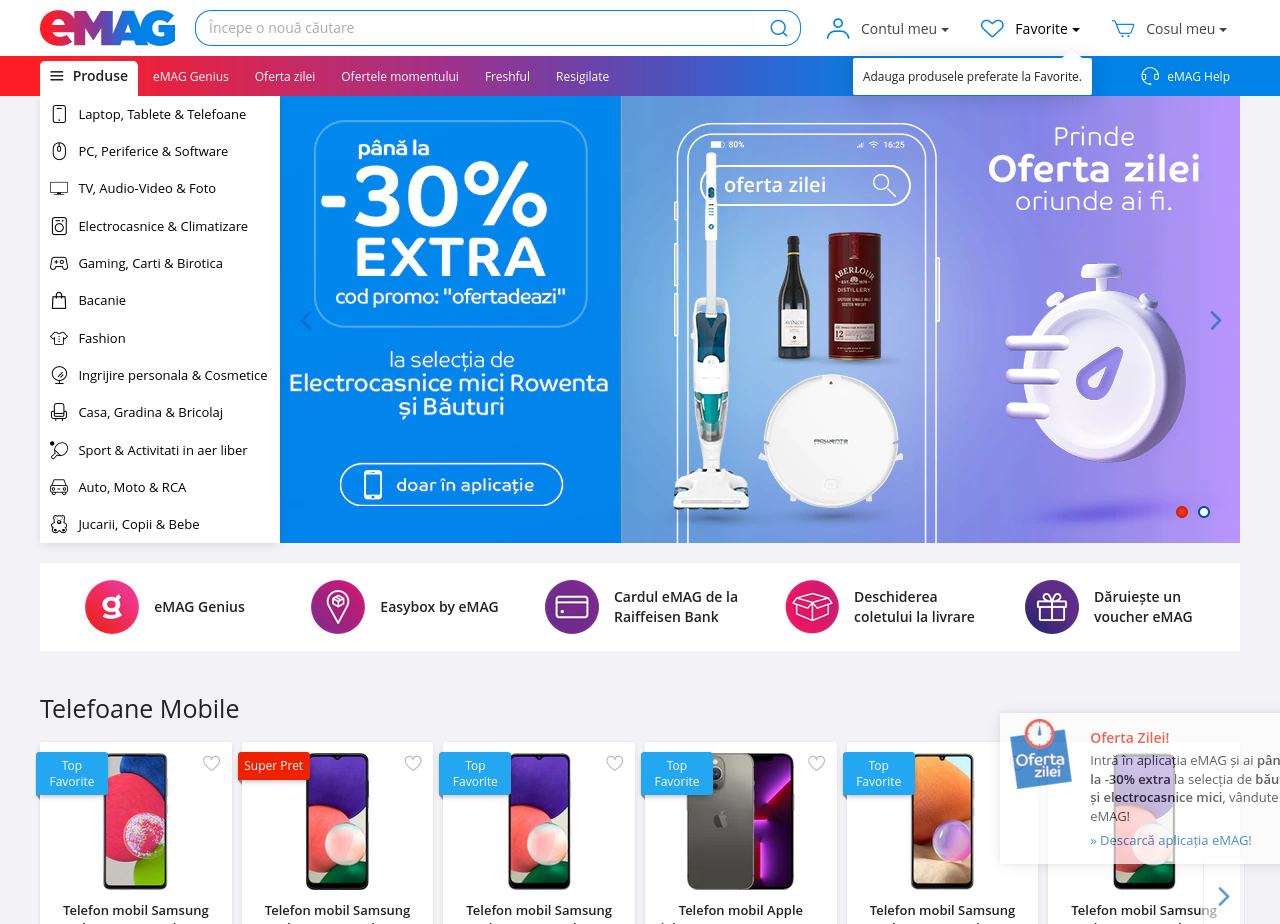 eMAG
Începe o nouă căutare
Contul meu
Favorite
Cosul meu
Produse
eMAG Genius
Oferta zilei
Ofertele momentului
Freshful
Resigilate
Adauga produsele preferate la Favorite.
eMAG Help
Laptop, Tablete & Telefoane
PC, Periferice & Software
TV, Audio-Video & Foto
Electrocasnice & Climatizare
Gaming, Carti & Birotica
Bacanie
Fashion
Ingrijire personala & Cosmetice
Casa, Gradina & Bricolaj
Sport & Activitati in aer liber
Auto, Moto & RCA
Jucarii, Copii & Bebe
până la
-30%
EXTRA
cod promo: "ofertadeazi"
la selecția de
Electrocasnice mici Rowenta
și Băuturi
doar în aplicație
80%
16:25
oferta zilei
ABERLOUR
DISTILLERY
12
Rowenta
Prinde
Oferta zilei
oriunde ai fi.
eMAG Genius
Easybox by eMAG
Cardul eMAG de la
Raiffeisen Bank
Deschiderea
coletului la livrare
Dăruiește un
voucher eMAG
Telefoane Mobile
Top
Favorite
Super Pret
Top
Favorite
Top
Favorite
Top
Favorite
Telefon mobil Samsung
Telefon mobil Samsung
Telefon mobil Samsung
Telefon mobil Apple
Telefon mobil Samsung
Telefon mobil Samsung
Oferta
zilei
Oferta Zilei!
Intră în aplicația eMAG și ai pân
la -30% extra la selecția de bău
și electrocasnice mici, vândute
eMAG!
» Descarcă aplicația eMAG!